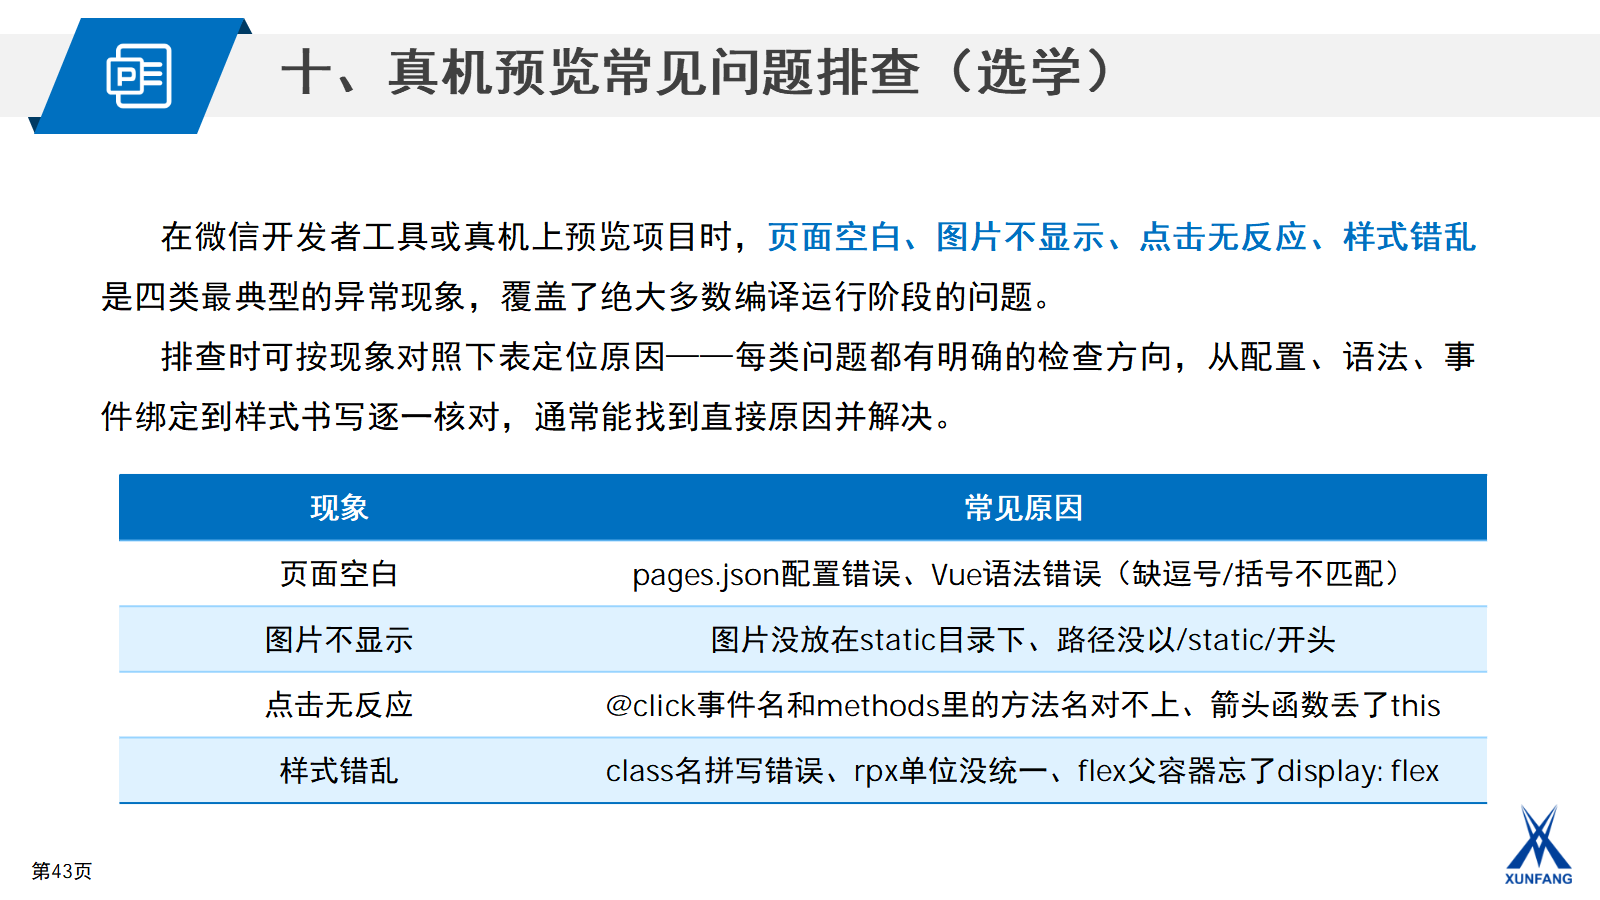 十、真机预览常见问题排查（选学）
在微信开发者工具或真机上预览项目时，页面空白、图片不显示、点击无反应、样式错乱
是四类最典型的异常现象，覆盖了绝大多数编译运行阶段的问题。
排查时可按现象对照下表定位原因——每类问题都有明确的检查方向，从配置、语法、事
件绑定到样式书写逐一核对，通常能找到直接原因并解决。
现象 常见原因
页面空白 pages.json配置错误、Vue语法错误（缺逗号/括号不匹配）
图片不显示 图片没放在static目录下、路径没以/static/开头
点击无反应 @click事件名和methods里的方法名对不上、箭头函数丢了this
样式错乱 class名拼写错误、rpx单位没统一、flex父容器忘了display: flex
第43页
XUNFANG